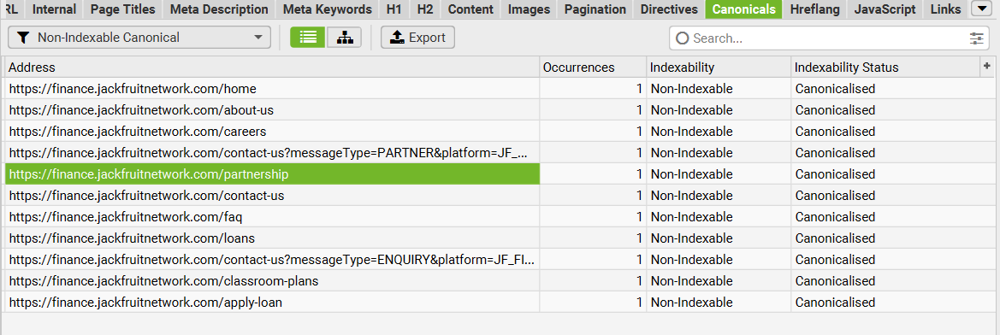 RL Internal Page Titles Meta Description Meta Keywords H1 H2 Content Images Pagination Directives Canonicals Hreflang JavaScript Links
Non-Indexable Canonical Export Search...
Address Occurrences Indexability Indexability Status +
https://finance.jackfruitnetwork.com/home 1 Non-Indexable Canonicalised
https://finance.jackfruitnetwork.com/about-us 1 Non-Indexable Canonicalised
https://finance.jackfruitnetwork.com/careers 1 Non-Indexable Canonicalised
https://finance.jackfruitnetwork.com/contact-us?messageType=PARTNER&platform=JF_... 1 Non-Indexable Canonicalised
https://finance.jackfruitnetwork.com/partnership 1 Non-Indexable Canonicalised
https://finance.jackfruitnetwork.com/contact-us 1 Non-Indexable Canonicalised
https://finance.jackfruitnetwork.com/faq 1 Non-Indexable Canonicalised
https://finance.jackfruitnetwork.com/loans 1 Non-Indexable Canonicalised
https://finance.jackfruitnetwork.com/contact-us?messageType=ENQUIRY&platform=JF_FI... 1 Non-Indexable Canonicalised
https://finance.jackfruitnetwork.com/classroom-plans 1 Non-Indexable Canonicalised
https://finance.jackfruitnetwork.com/apply-loan 1 Non-Indexable Canonicalised